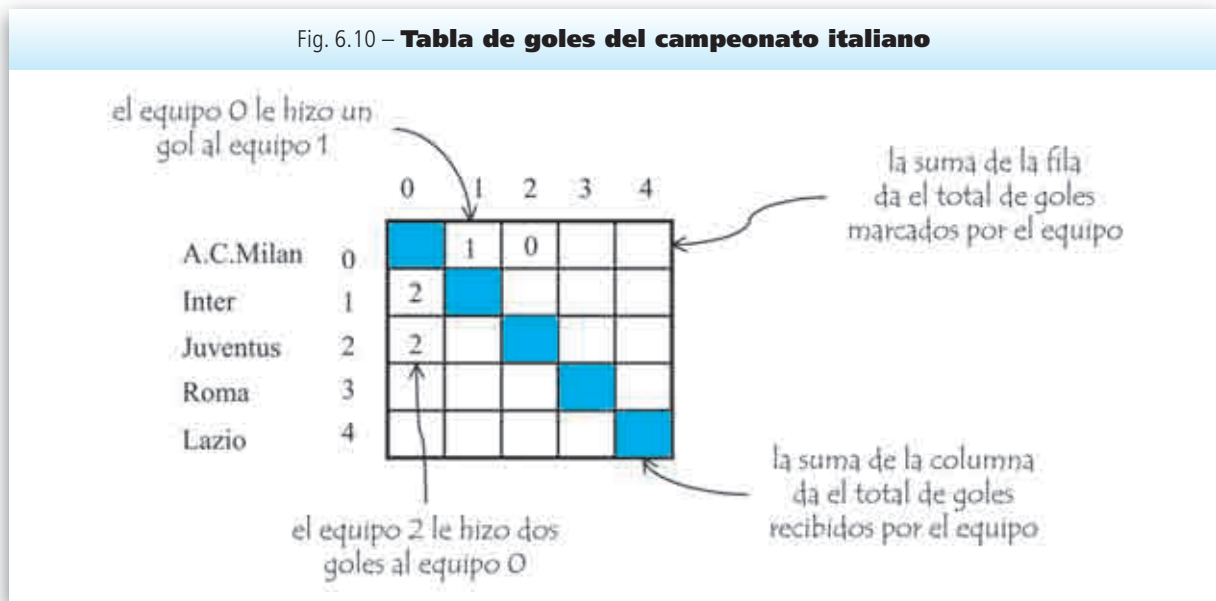 Fig. 6.10 – Tabla de goles del campeonato italiano
el equipo 0 le hizo un
gol al equipo 1
la suma de la fila
da el total de goles
marcados por el equipo
0 1 2 3 4
A.C.Milan 0 1 0
Inter 1 2
Juventus 2 2
Roma 3
Lazio 4
la suma de la columna
da el total de goles
recibidos por el equipo
el equipo 2 le hizo dos
goles al equipo 0